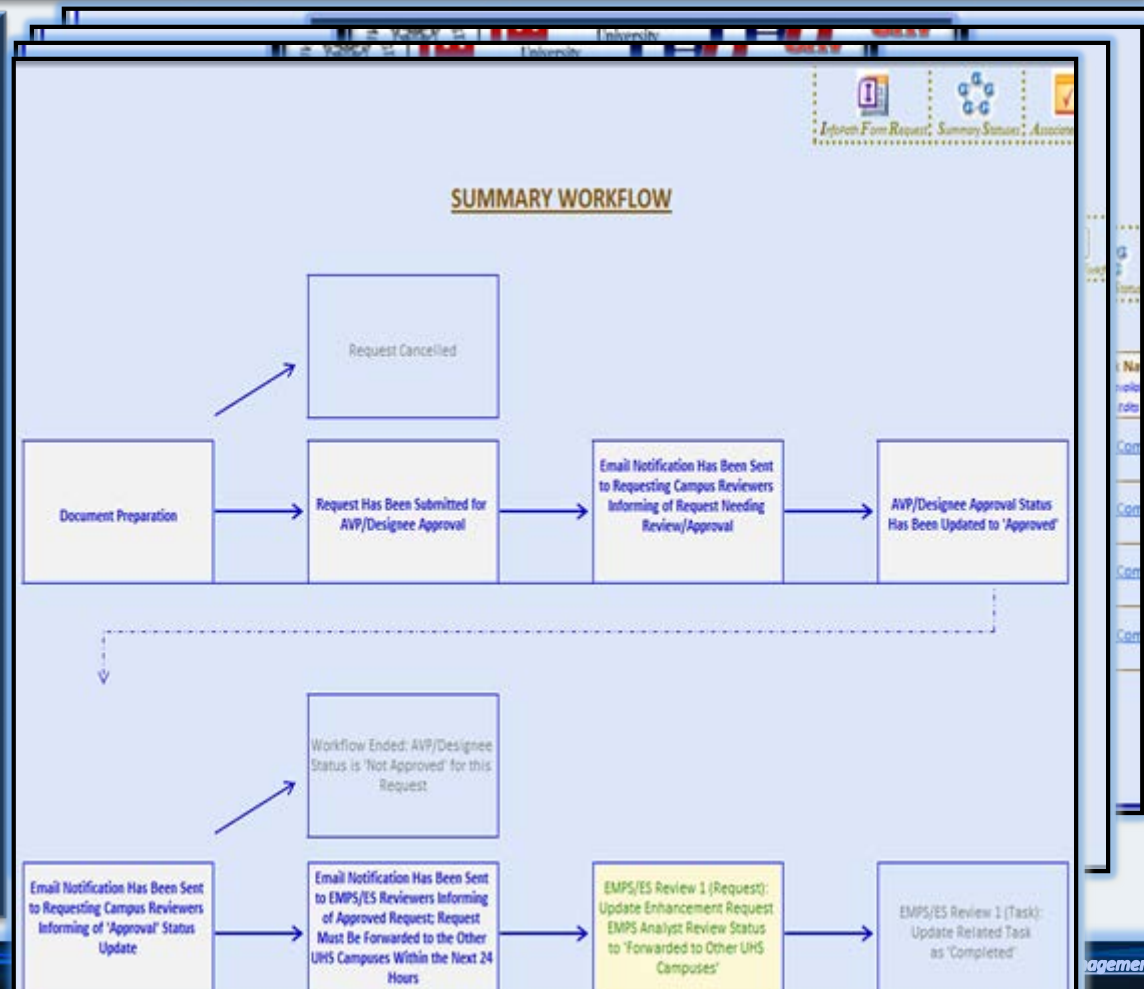 University
University
InfoPath Form Request
Summary Statuses
SUMMARY WORKFLOW
Request Cancelled
Document Preparation
Request Has Been Submitted for
AVP/Designee Approval
Email Notification Has Been Sent
to Requesting Campus Reviewers
Informing of Request Needing
Review/Approval
AVP/Designee Approval Status
Has Been Updated to 'Approved'
Workflow Ended: AVP/Designee
Status is 'Not Approved' for this
Request
Email Notification Has Been Sent
to Requesting Campus Reviewers
Informing of 'Approval' Status
Update
Email Notification Has Been Sent
to EMPS/ES Reviewers Informing
of Approved Request; Request
Must Be Forwarded to the Other
UHS Campuses Within the Next 24
Hours
EMPS/ES Review 1 (Request):
Update Enhancement Request
EMPS Analyst Review Status
to 'Forwarded to Other UHS
Campuses'
EMPS/ES Review 1 (Task):
Update Related Task
as 'Completed'